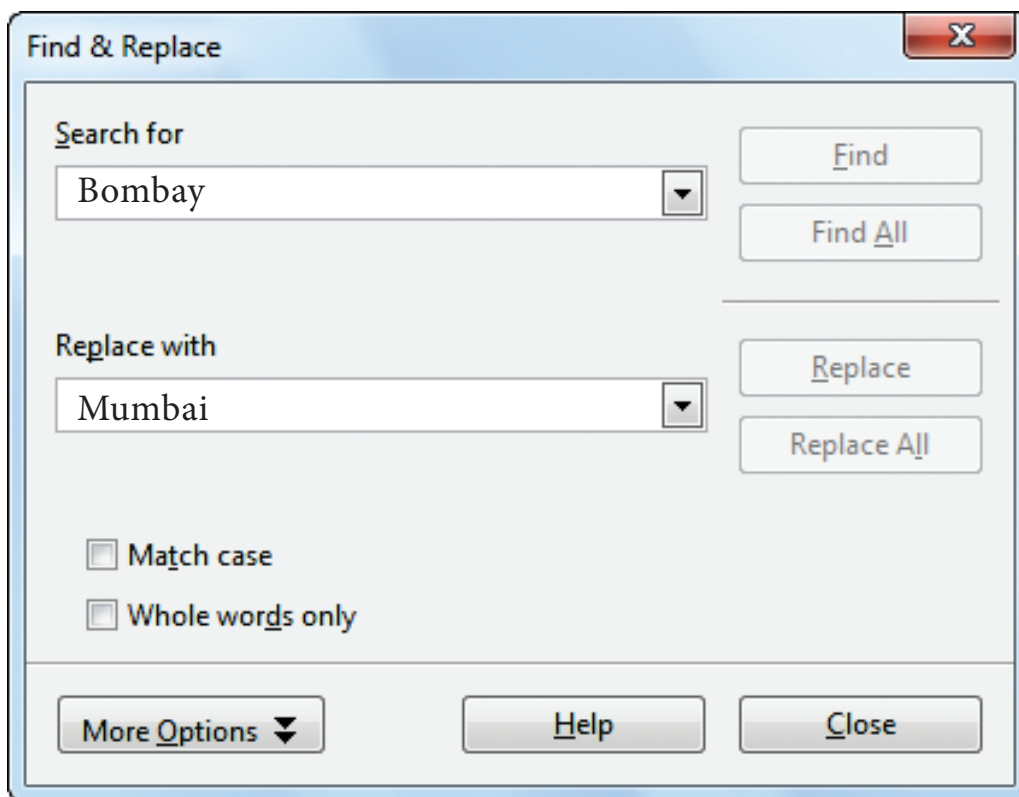 Find & Replace
Search for
Bombay
Find
Find All
Replace with
Mumbai
Replace
Replace All
Match case
Whole words only
More Options
Help
Close